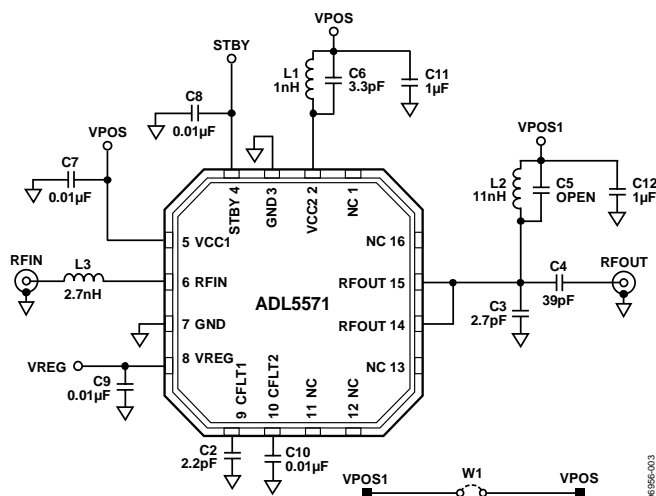 VPOS
STBY
L1
1nH
C6
3.3pF
C11
1µF
C8
0.01µF
VPOS
C7
0.01µF
VPOS1
L2
11nH
C5
OPEN
C12
1µF
STBY 4
GND 3
VCC2 2
NC 1
5 VCC1
NC 16
RFIN
L3
2.7nH
6 RFIN
ADL5571
RFOUT 15
C4
39pF
RFOUT
7 GND
RFOUT 14
C3
2.7pF
VREG
8 VREG
NC 13
C9
0.01µF
9 CFLT1
10 CFLT2
11 NC
12 NC
C2
2.2pF
C10
0.01µF
VPOS1
W1
VPOS
06956-003